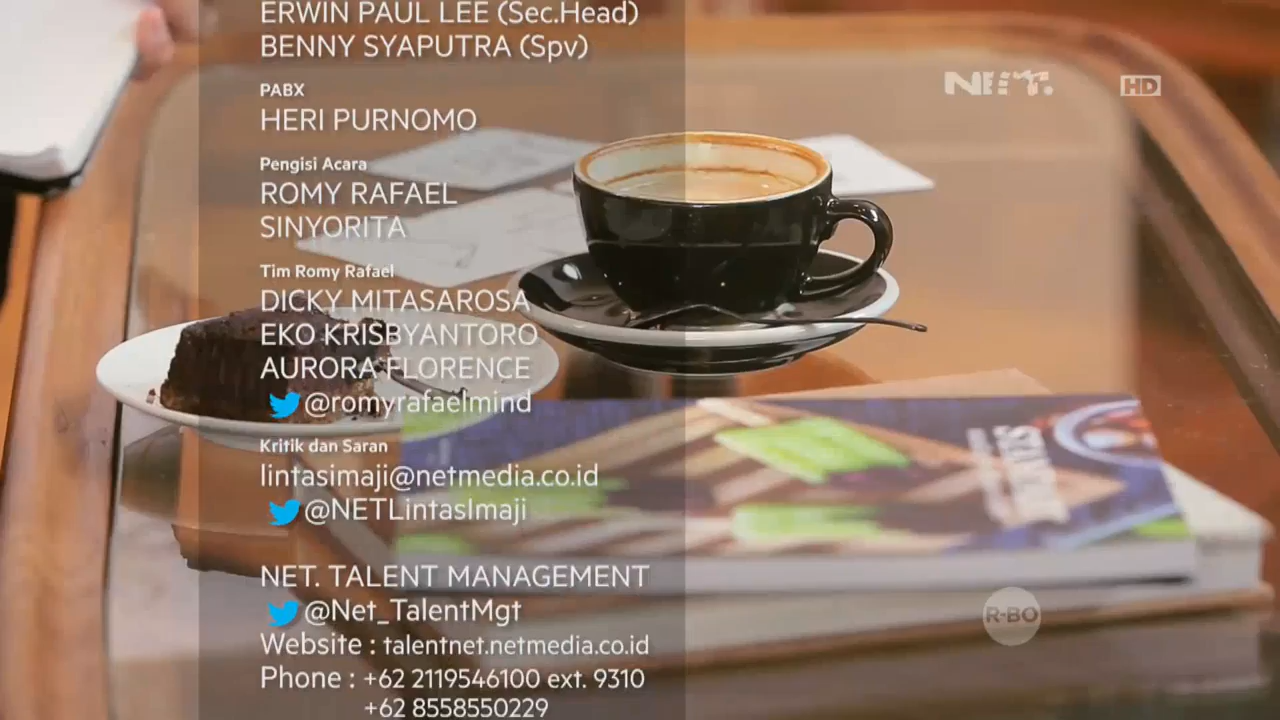 ERWIN PAUL LEE (Sec.Head)
BENNY SYAPUTRA (Spv)
PABX
HERI PURNOMO
Pengisi Acara
ROMY RAFAEL
SINYORITA
Tim Romy Rafael
DICKY MITASAROSA
EKO KRISBYANTORO
AURORA FLORENCE
@romyrafaelmind
Kritik dan Saran
lintasimaji@netmedia.co.id
@NETLintasImaji
NET. TALENT MANAGEMENT
@Net_TalentMgt
Website : talentnet.netmedia.co.id
Phone : +62 2119546100 ext. 9310
+62 8558550229
NET.
HD
R-BO